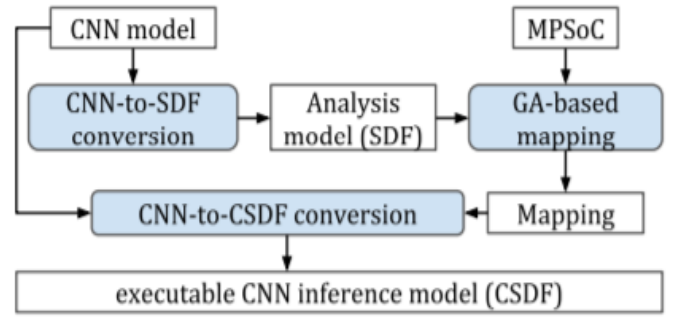 CNN model
MPSoC
CNN-to-SDF
conversion
Analysis
model (SDF)
GA-based
mapping
CNN-to-CSDF conversion
Mapping
executable CNN inference model (CSDF)